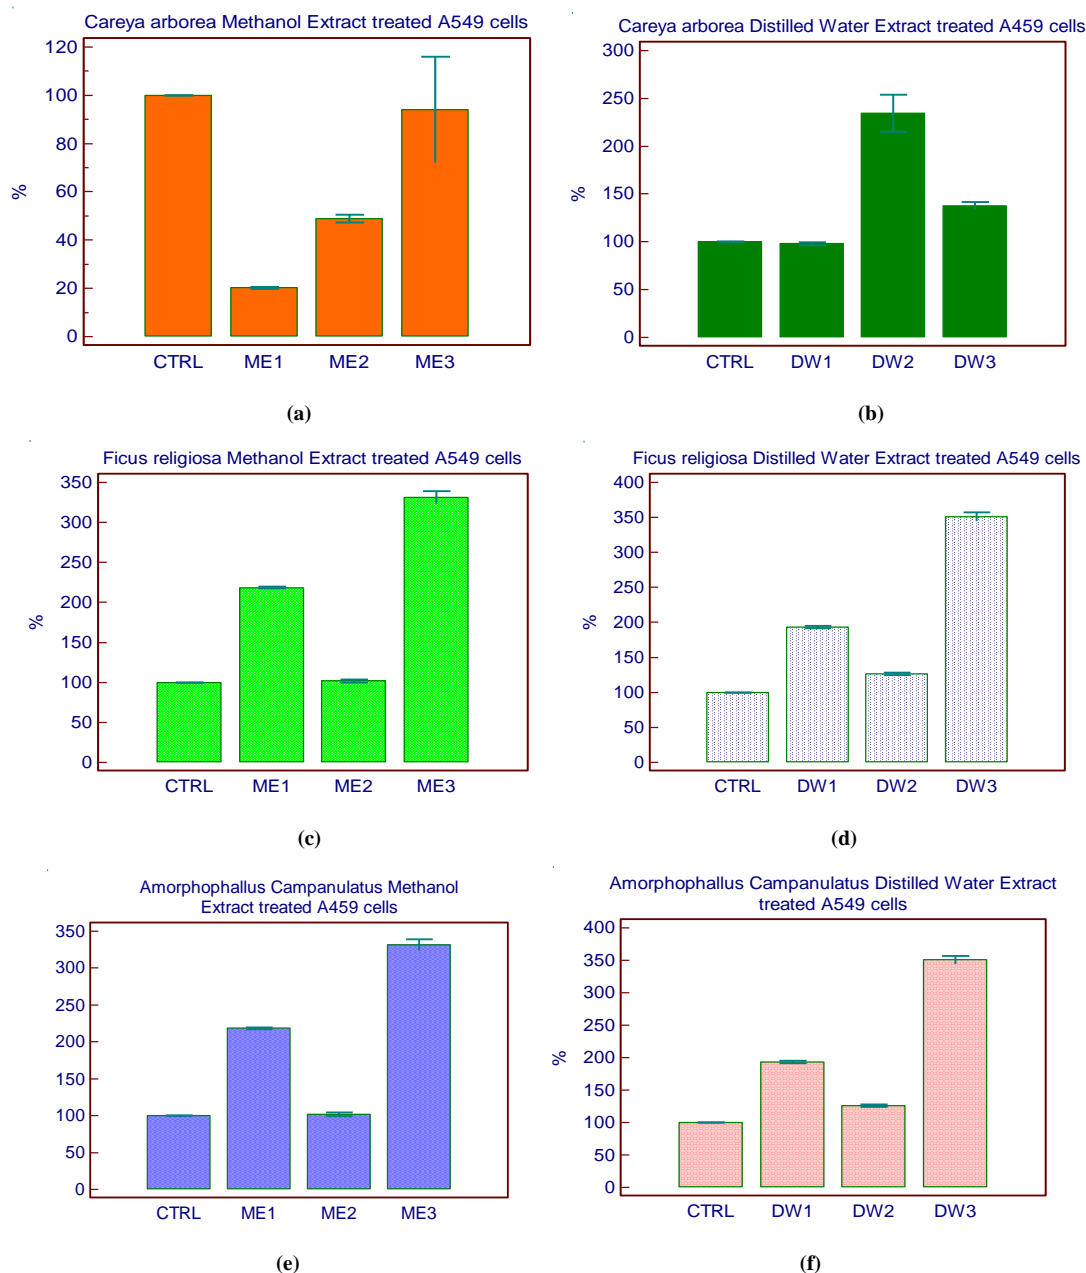 Careya arborea Methanol Extract treated A549 cells
120
100
80
60
40
20
0
%
CTRL ME1 ME2 ME3
(a)
Careya arborea Distilled Water Extract treated A459 cells
300
250
200
150
100
50
0
%
CTRL DW1 DW2 DW3
(b)
Ficus religiosa Methanol Extract treated A549 cells
350
300
250
200
150
100
50
0
%
CTRL ME1 ME2 ME3
(c)
Ficus religiosa Distilled Water Extract treated A549 cells
400
350
300
250
200
150
100
50
0
%
CTRL DW1 DW2 DW3
(d)
Amorphophallus Campanulatus Methanol
Extract treated A459 cells
350
300
250
200
150
100
50
0
%
CTRL ME1 ME2 ME3
(e)
Amorphophallus Campanulatus Distilled Water Extract
treated A549 cells
400
350
300
250
200
150
100
50
0
%
CTRL DW1 DW2 DW3
(f)